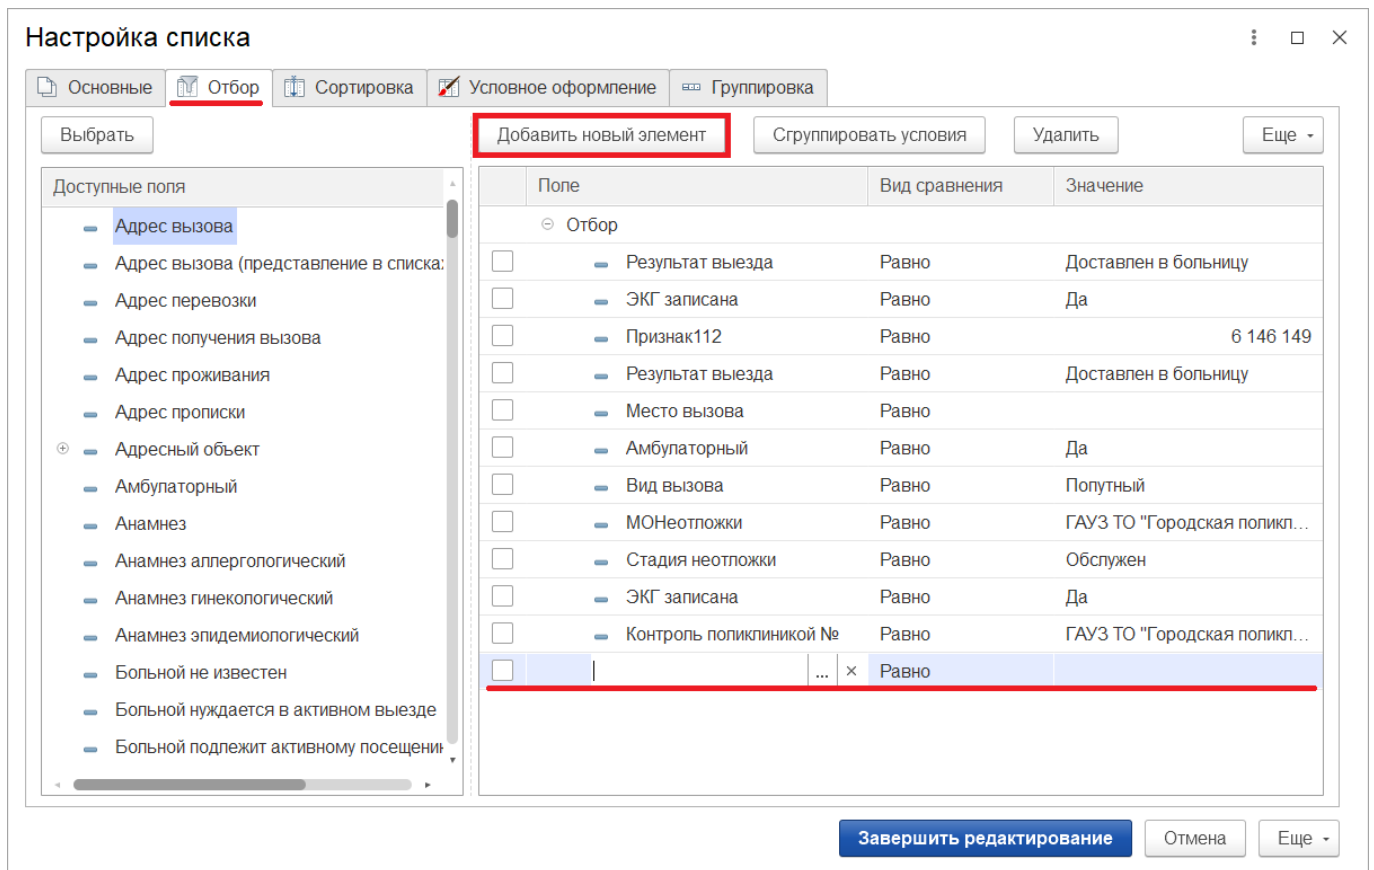 Настройка списка
Основные Отбор Сортировка Условное оформление Группировка
Выбрать Добавить новый элемент Сгруппировать условия Удалить Еще
Доступные поля
Адрес вызова
Адрес вызова (представление в списках
Адрес перевозки
Адрес получения вызова
Адрес проживания
Адрес прописки
Адресный объект
Амбулаторный
Анамнез
Анамнез аллергологический
Анамнез гинекологический
Анамнез эпидемиологический
Больной не известен
Больной нуждается в активном выезде
Больной подлежит активному посещению
Поле Вид сравнения Значение
Отбор
Результат выезда Равно Доставлен в больницу
ЭКГ записана Равно Да
Признак112 Равно 6 146 149
Результат выезда Равно Доставлен в больницу
Место вызова Равно
Амбулаторный Равно Да
Вид вызова Равно Попутный
МОНеотложки Равно ГАУЗ ТО "Городская поликл...
Стадия неотложки Равно Обслужен
ЭКГ записана Равно Да
Контроль поликлиникой № Равно ГАУЗ ТО "Городская поликл...
... × Равно
Завершить редактирование Отмена Еще